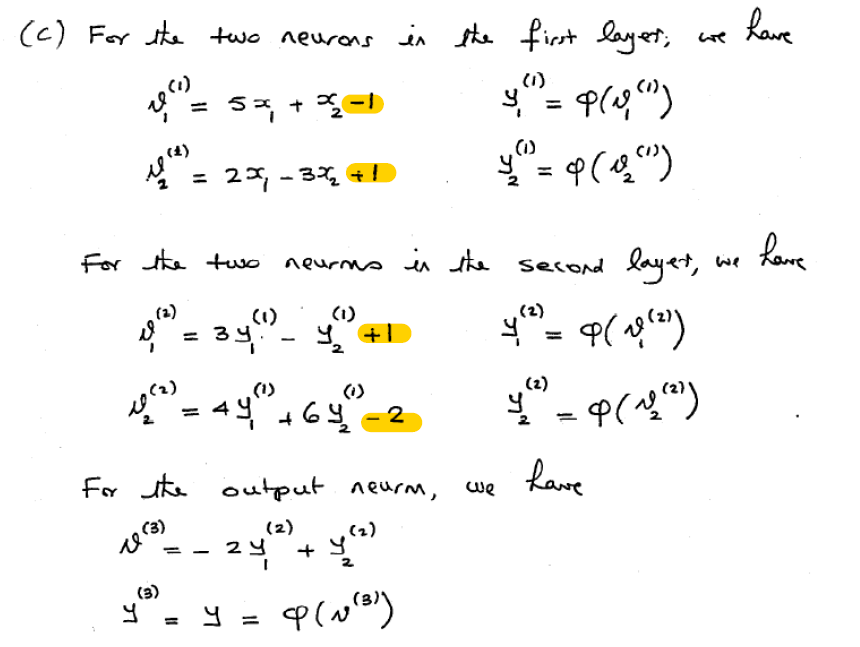 (c) For the two neurons in the first layer, we have
v₁⁽¹⁾ = 5x₁ + x₂ - 1 y₁⁽¹⁾ = φ(v₁⁽¹⁾)
v₂⁽¹⁾ = 2x₁ - 3x₂ + 1 y₂⁽¹⁾ = φ(v₂⁽¹⁾)
For the two neurons in the second layer, we have
v₁⁽²⁾ = 3y₁⁽¹⁾ - y₂⁽¹⁾ + 1 y₁⁽²⁾ = φ(v₁⁽²⁾)
v₂⁽²⁾ = 4y₁⁽¹⁾ + 6y₂⁽¹⁾ - 2 y₂⁽²⁾ = φ(v₂⁽²⁾)
For the output neuron, we have
v⁽³⁾ = - 2y₁⁽²⁾ + y₂⁽²⁾
y⁽³⁾ = y = φ(v⁽³⁾)